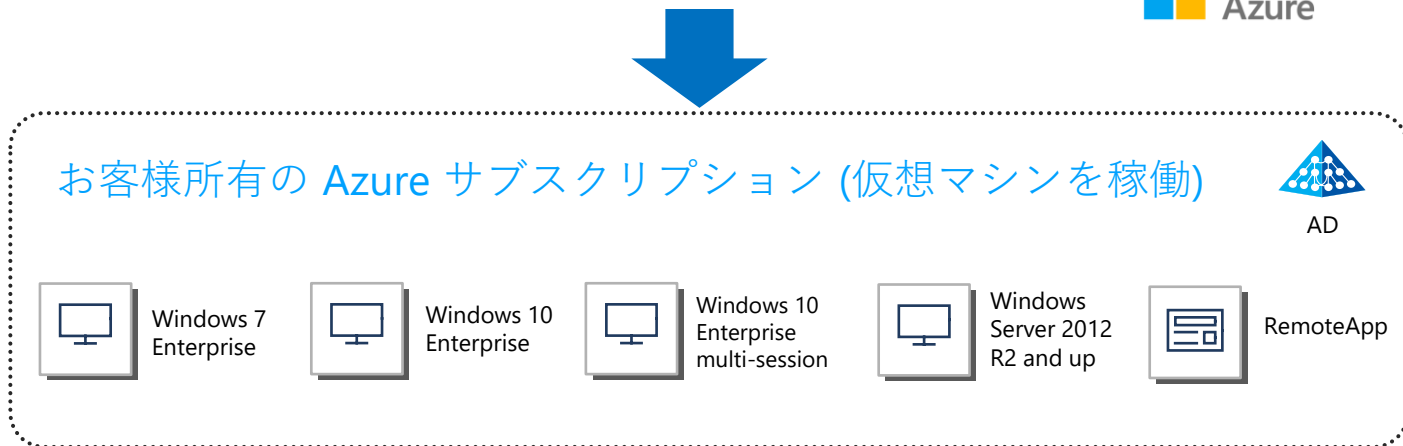 Azure
お客様所有の Azure サブスクリプション (仮想マシンを稼働)
AD
Windows 7
Enterprise
Windows 10
Enterprise
Windows 10
Enterprise
multi-session
Windows
Server 2012
R2 and up
RemoteApp